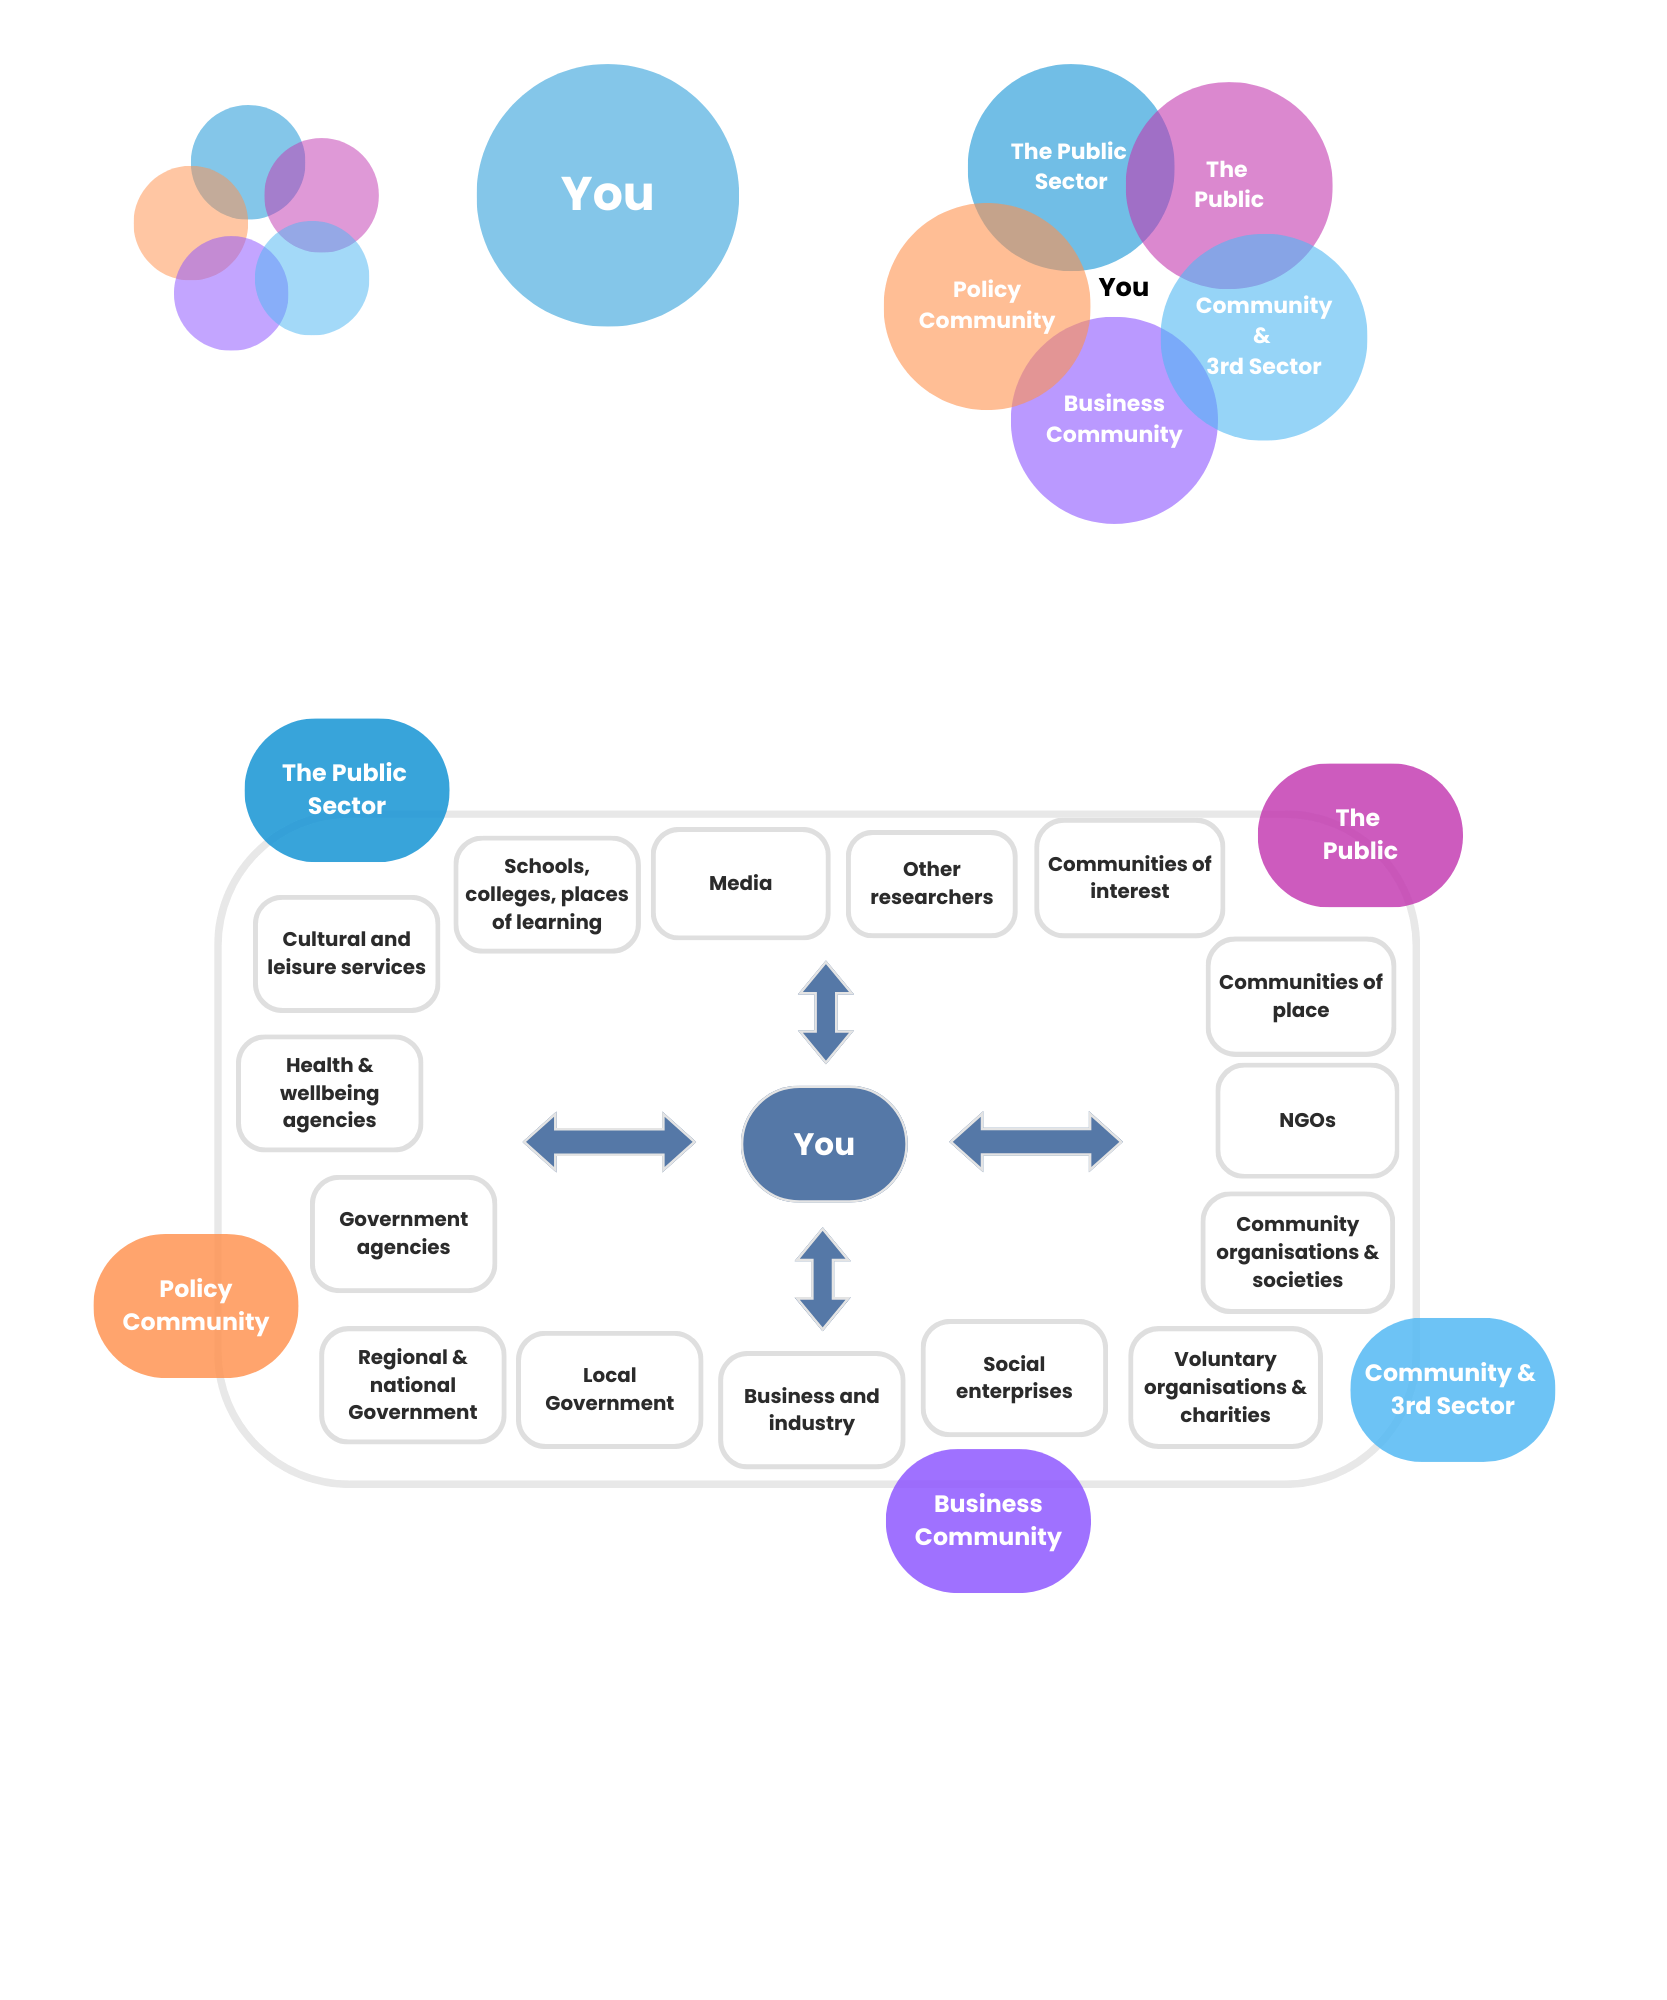 You
The Public
Sector
The
Public
Policy
Community
You
Community
&
3rd Sector
Business
Community
The Public
Sector
The
Public
Schools,
colleges, places
of learning
Media
Other
researchers
Communities of
interest
Cultural and
leisure services
Communities of
place
Health &
wellbeing
agencies
You
NGOs
Government
agencies
Community
organisations &
societies
Policy
Community
Regional &
national
Government
Local
Government
Business and
industry
Social
enterprises
Voluntary
organisations &
charities
Community &
3rd Sector
Business
Community